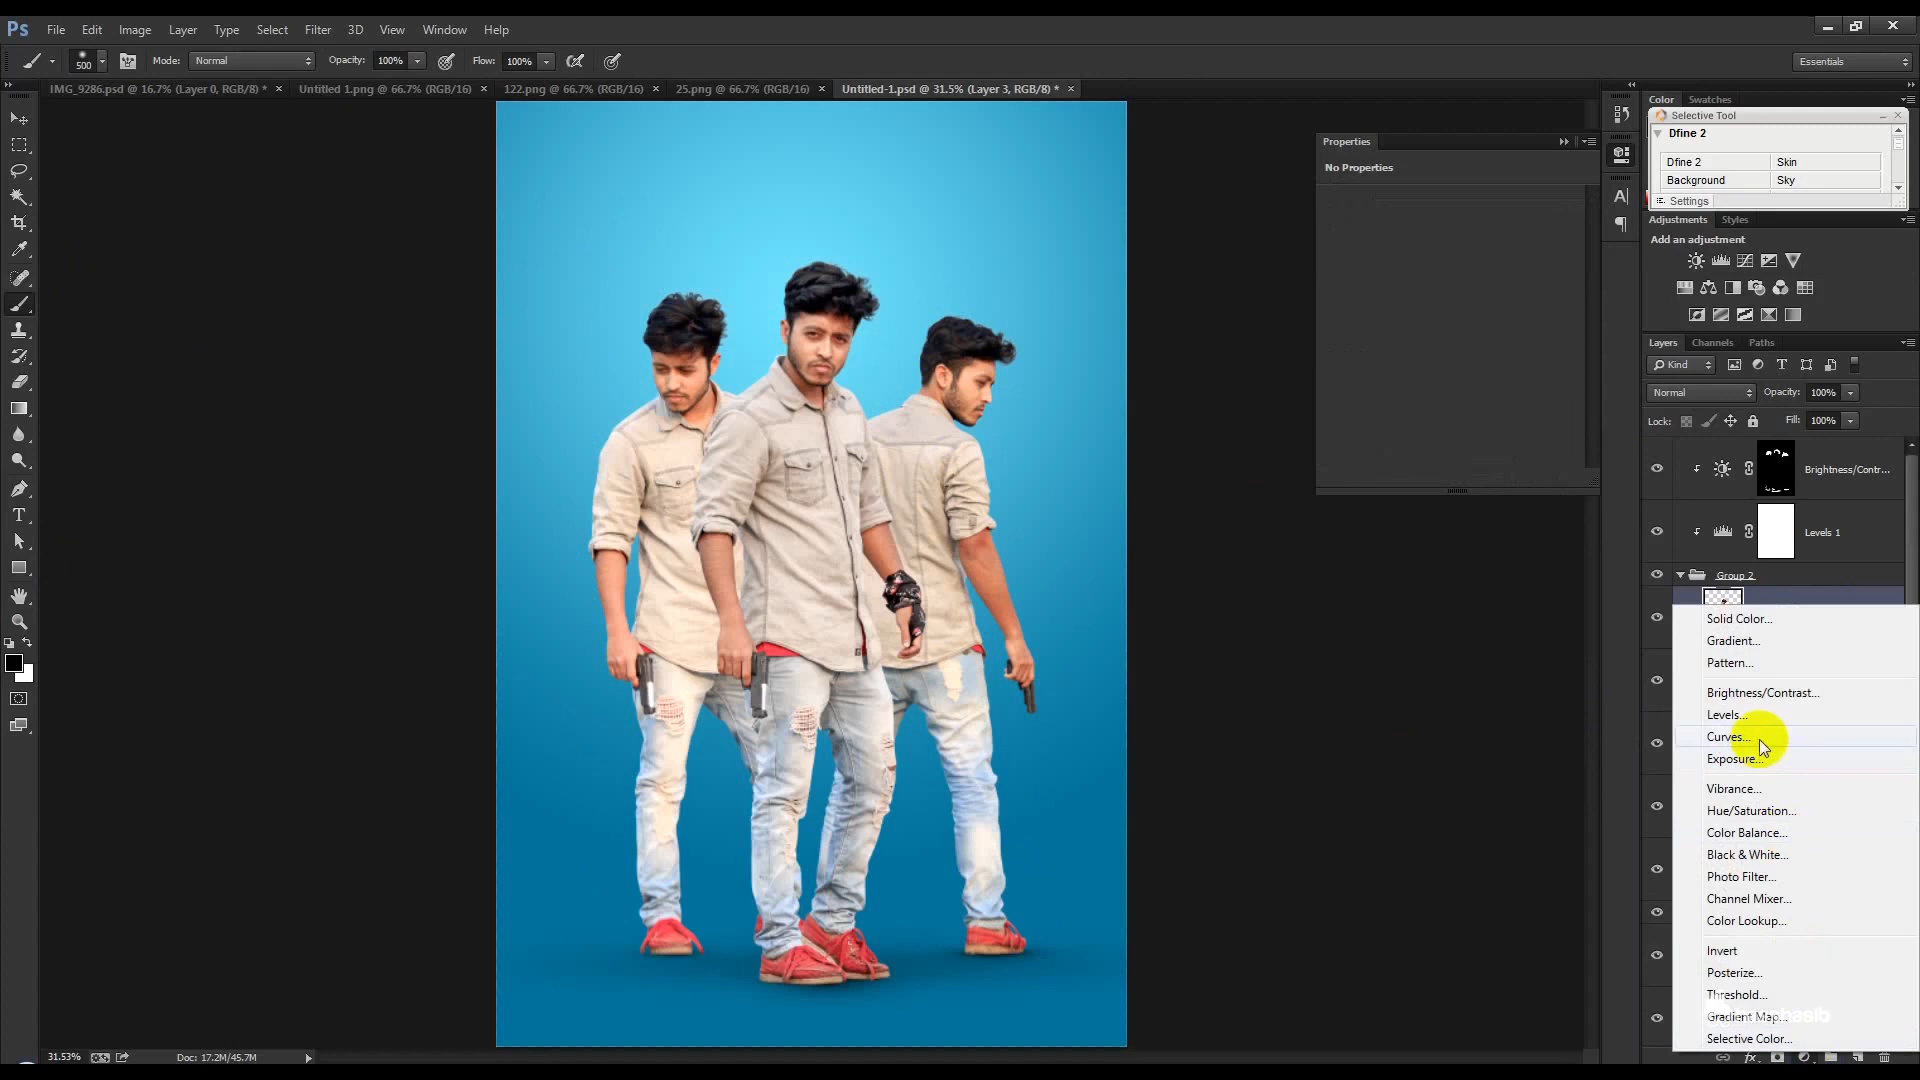 Ps File Edit Image Layer Type Select Filter 3D View Window Help
500 Mode: Normal Opacity: 100% Flow: 100% Essentials
IMG_9286.psd @ 16.7% (Layer 0, RGB/8) * × Untitled 1.png @ 66.7% (RGB/16) × 122.png @ 66.7% (RGB/16) × 25.png @ 66.7% (RGB/16) × Untitled-1.psd @ 31.5% (Layer 3, RGB/8) * ×
Color Swatches
Selective Tool
Dfine 2
Dfine 2 Skin
Background Sky
Settings
Properties
No Properties
Adjustments Styles
Add an adjustment
Layers Channels Paths
Kind
Normal Opacity: 100%
Lock: Fill: 100%
Brightness/Contr...
Levels 1
Group 2
Solid Color...
Gradient...
Pattern...
Brightness/Contrast...
Levels...
Curves...
Exposure...
Vibrance...
Hue/Saturation...
Color Balance...
Black & White...
Photo Filter...
Channel Mixer...
Color Lookup...
Invert
Posterize...
Threshold...
Gradient Map...
Selective Color...
31.53% Doc: 17.2M/45.7M